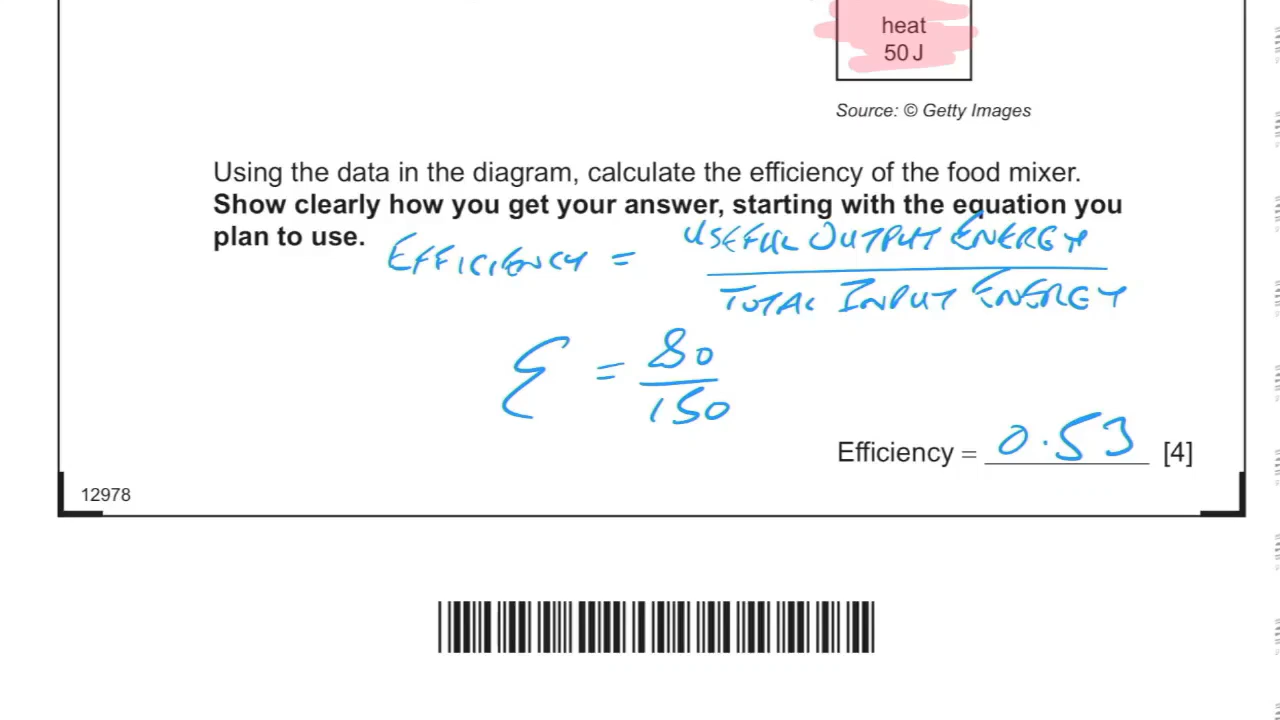 heat
50 J
Source: © Getty Images
Using the data in the diagram, calculate the efficiency of the food mixer.
Show clearly how you get your answer, starting with the equation you
plan to use.
EFFICIENCY = USEFUL OUTPUT ENERGY
TOTAL INPUT ENERGY
Ɛ = 80
150
Efficiency = 0.53 [4]
12978